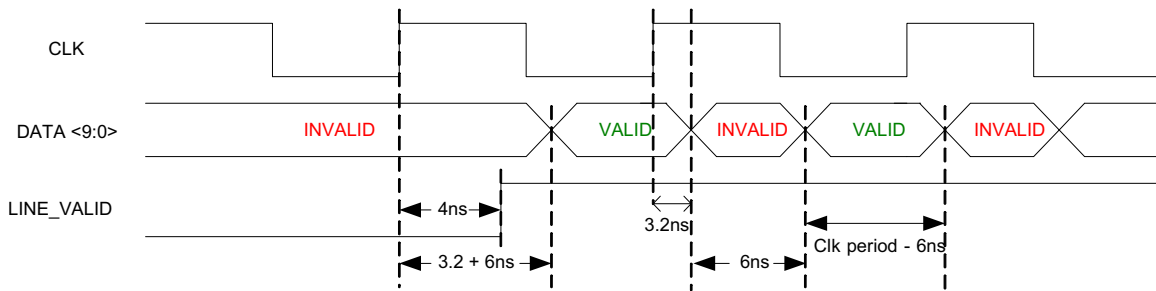 CLK
DATA <9:0>
INVALID
VALID
INVALID
VALID
INVALID
LINE_VALID
4ns
3.2ns
3.2 + 6ns
6ns
Clk period - 6ns